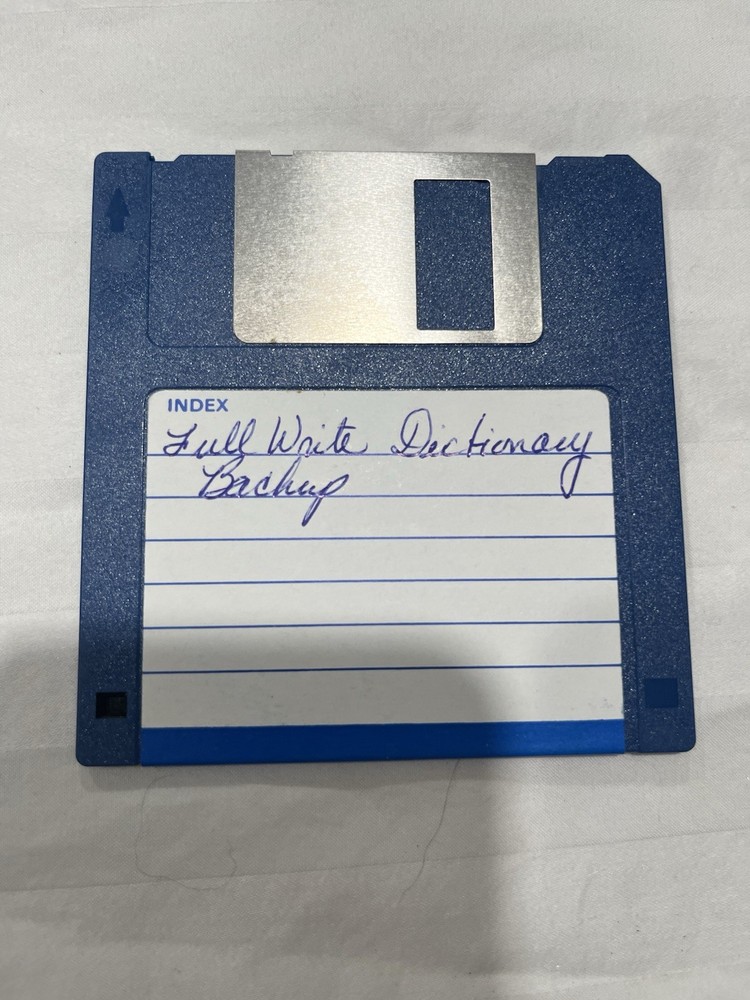 INDEX
Full Write Dictionary
Backup